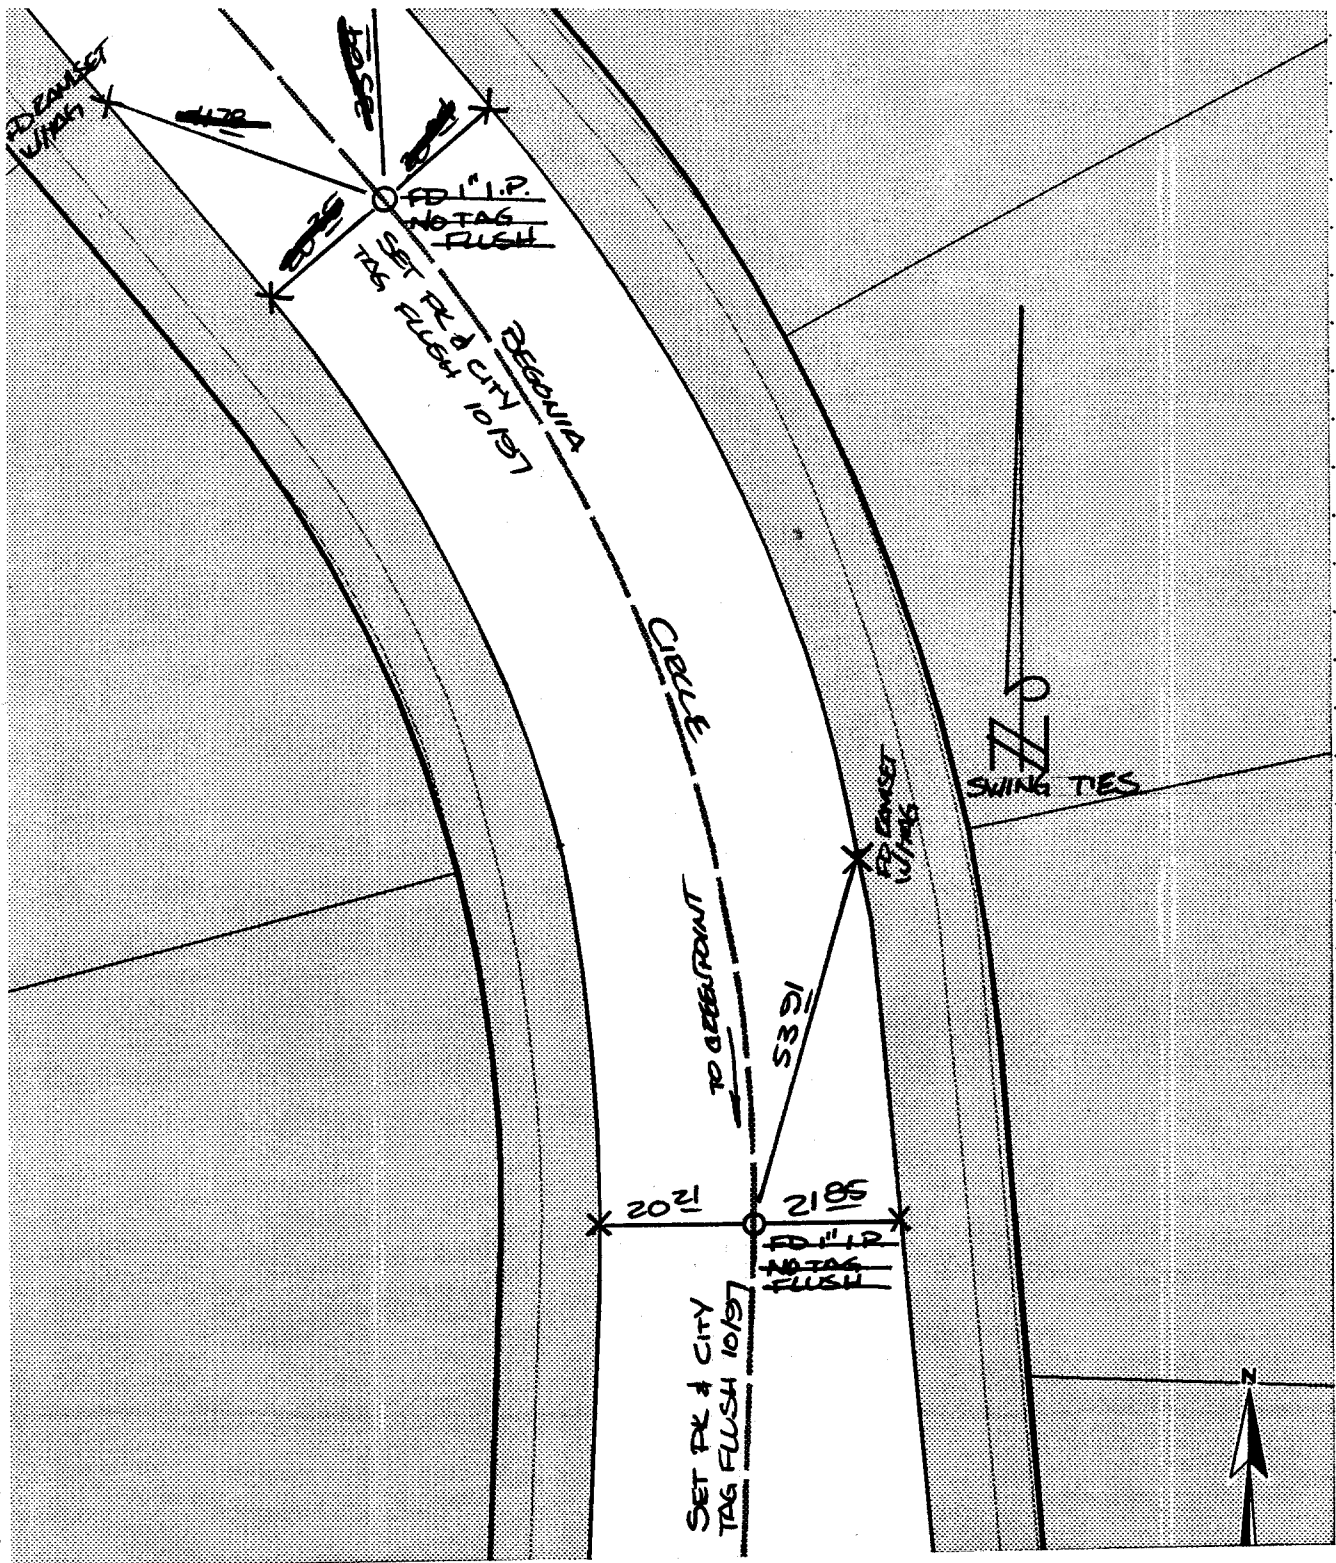 FD RAMSET
W/TAG
FD 1" I.P.
NO TAG
FLUSH
SET PK &
TAG CITY
FLUSH 10/97
BEGONIA
CIRCLE
SWING TIES
FD RAMSET
W/TAG
TO GREENPOINT
53 91
20 21
21 85
FD 1" I.P.
NO TAG
FLUSH
SET PK & CITY
TAG FLUSH 10/97
N